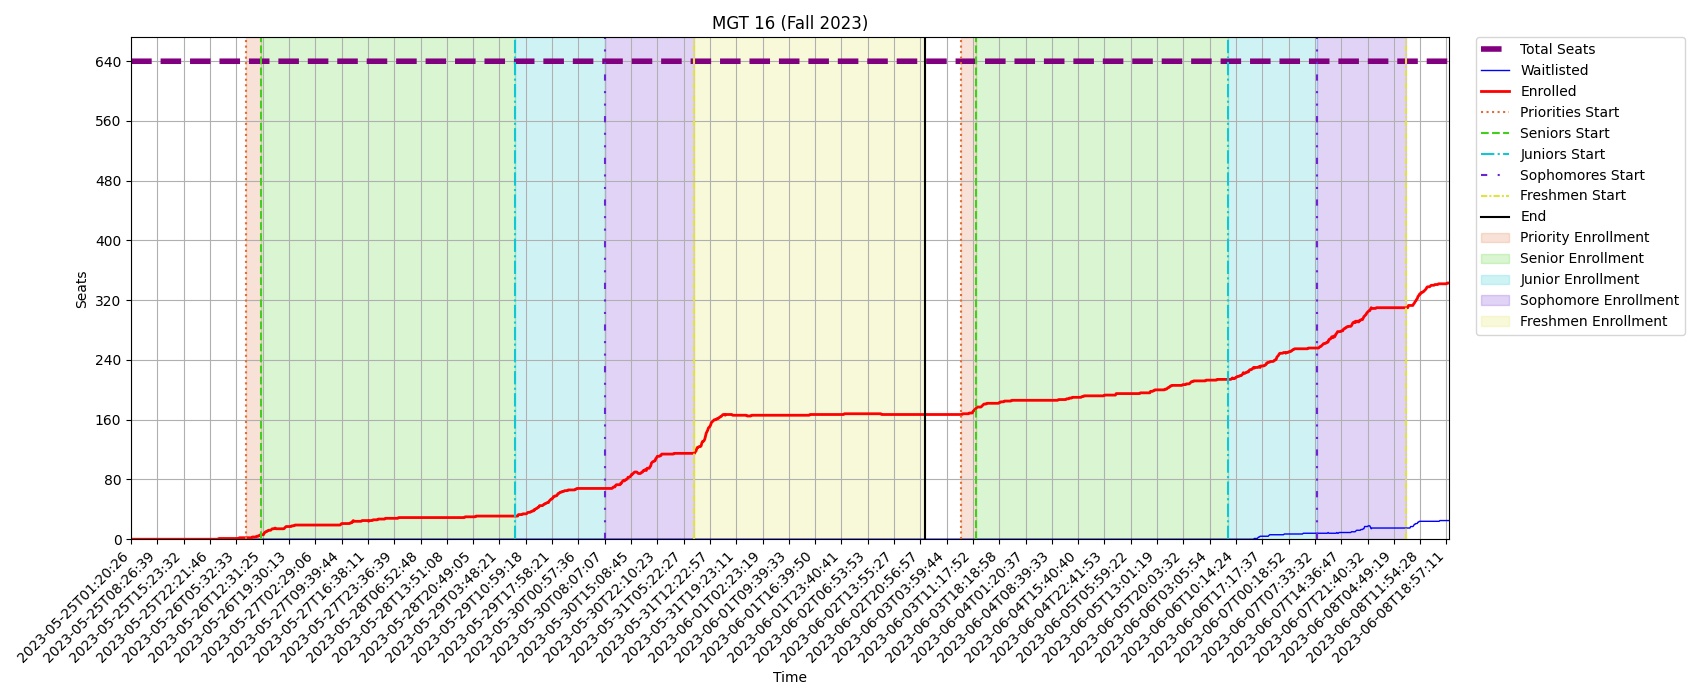 MGT 16 (Fall 2023)
Seats
640
560
480
400
320
240
160
80
0
2023-05-25T01:20:26
2023-05-25T08:26:39
2023-05-25T15:23:32
2023-05-25T22:21:46
2023-05-26T05:32:33
2023-05-26T12:31:25
2023-05-26T19:30:13
2023-05-27T02:29:06
2023-05-27T09:39:44
2023-05-27T16:38:11
2023-05-27T23:36:39
2023-05-28T06:52:48
2023-05-28T13:51:08
2023-05-28T20:49:05
2023-05-29T03:48:21
2023-05-29T10:59:18
2023-05-29T17:58:21
2023-05-30T00:57:36
2023-05-30T08:07:07
2023-05-30T15:08:45
2023-05-30T22:10:23
2023-05-31T05:22:27
2023-05-31T12:22:57
2023-05-31T19:23:11
2023-06-01T02:23:19
2023-06-01T09:39:33
2023-06-01T16:39:50
2023-06-01T23:40:41
2023-06-02T06:53:53
2023-06-02T13:55:27
2023-06-02T20:56:57
2023-06-03T03:59:44
2023-06-03T11:17:52
2023-06-03T18:18:58
2023-06-04T01:20:37
2023-06-04T08:39:33
2023-06-04T15:40:40
2023-06-04T22:41:53
2023-06-05T05:59:22
2023-06-05T13:01:19
2023-06-05T20:03:32
2023-06-06T03:05:54
2023-06-06T10:14:24
2023-06-06T17:17:37
2023-06-07T00:18:52
2023-06-07T07:33:32
2023-06-07T14:36:47
2023-06-07T21:40:32
2023-06-08T04:49:19
2023-06-08T11:54:28
2023-06-08T18:57:11
Time
Total Seats
Waitlisted
Enrolled
Priorities Start
Seniors Start
Juniors Start
Sophomores Start
Freshmen Start
End
Priority Enrollment
Senior Enrollment
Junior Enrollment
Sophomore Enrollment
Freshmen Enrollment